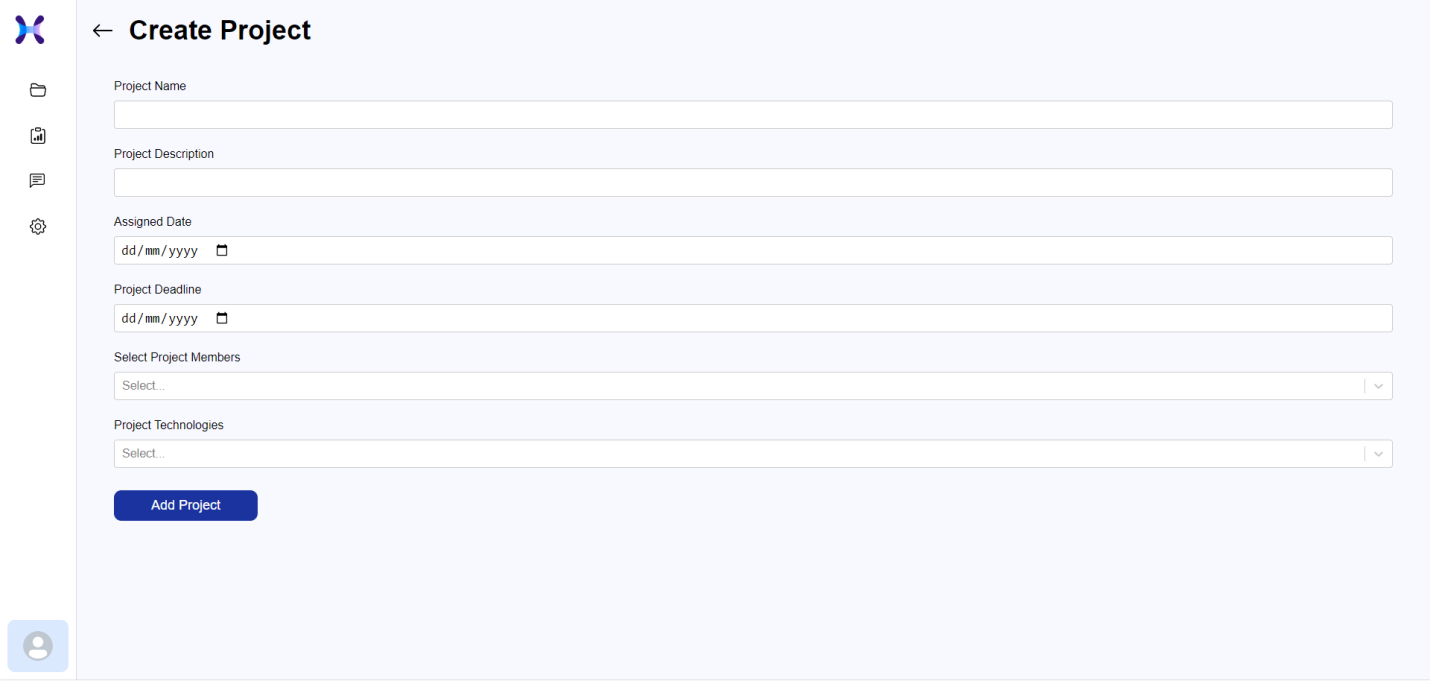 Create Project
Project Name
Project Description
Assigned Date
dd/mm/yyyy
Project Deadline
dd/mm/yyyy
Select Project Members
Select...
Project Technologies
Select...
Add Project